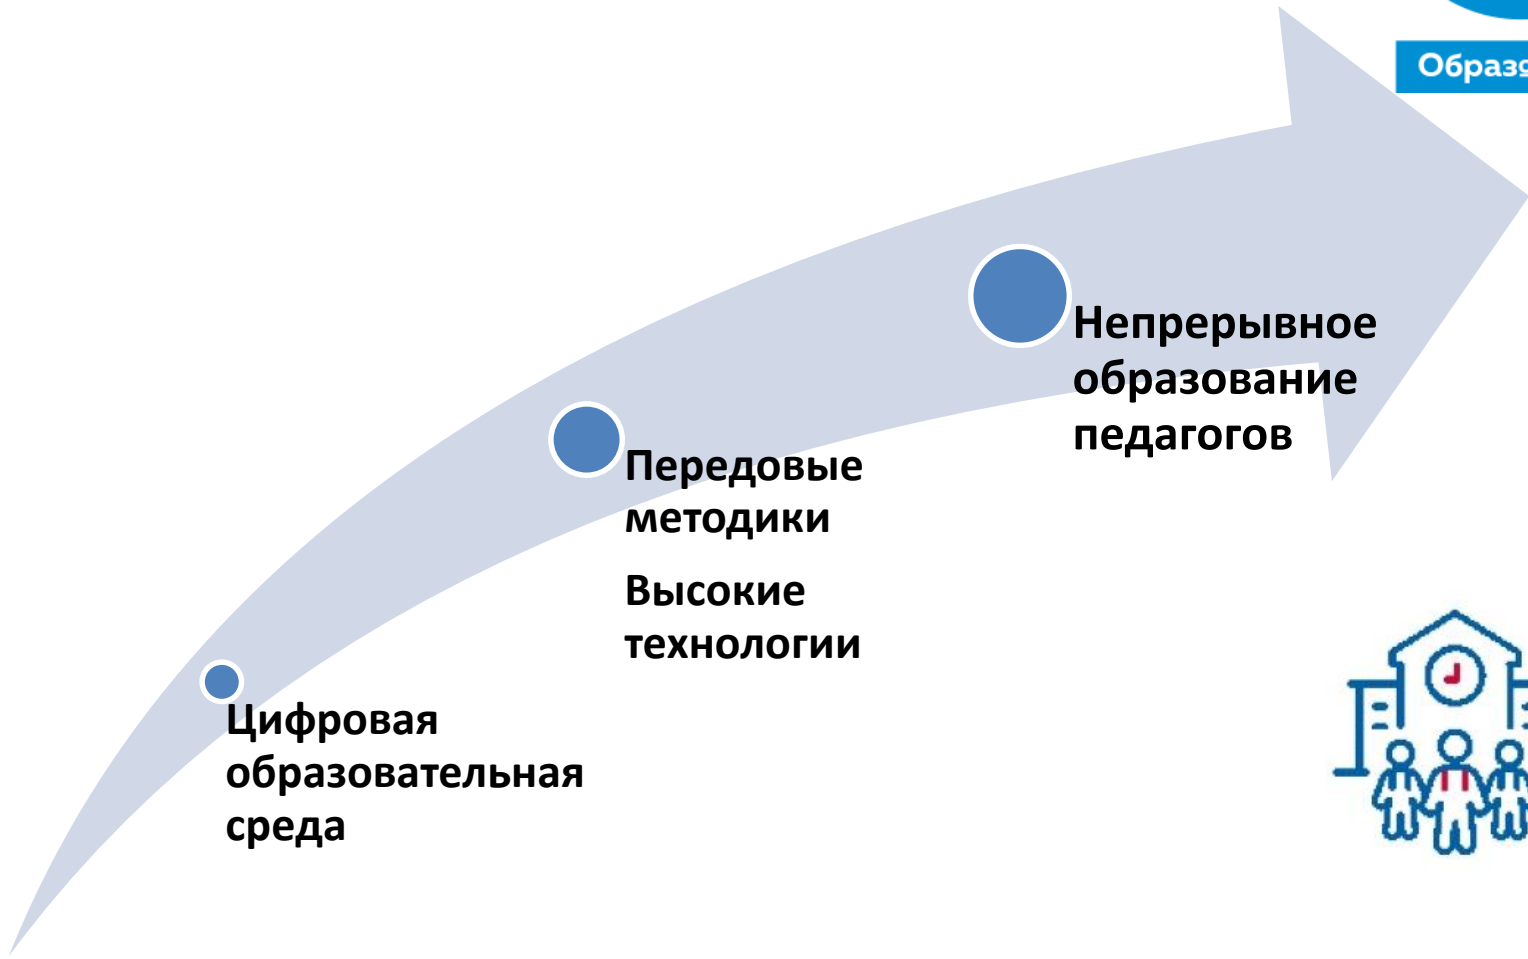 Непрерывное
образование
педагогов
Передовые
методики
Высокие
технологии
Цифровая
образовательная
среда